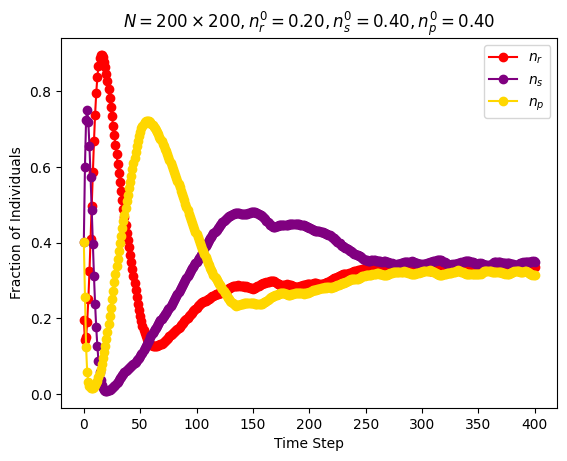 N = 200 × 200, n_r^0 = 0.20, n_s^0 = 0.40, n_p^0 = 0.40
n_r
n_s
n_p
Fraction of Individuals
0.8
0.6
0.4
0.2
0.0
0 50 100 150 200 250 300 350 400
Time Step